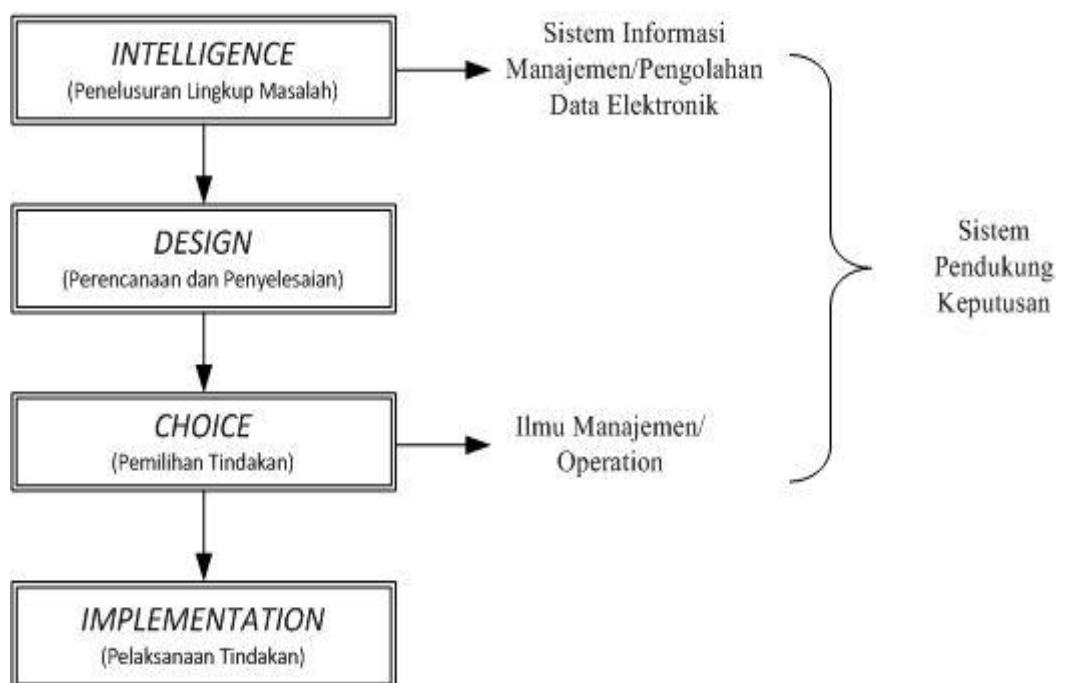 INTELLIGENCE
(Penelusuran Lingkup Masalah)
Sistem Informasi
Manajemen/Pengolahan
Data Elektronik
DESIGN
(Perencanaan dan Penyelesaian)
Sistem
Pendukung
Keputusan
CHOICE
(Pemilihan Tindakan)
Ilmu Manajemen/
Operation
IMPLEMENTATION
(Pelaksanaan Tindakan)